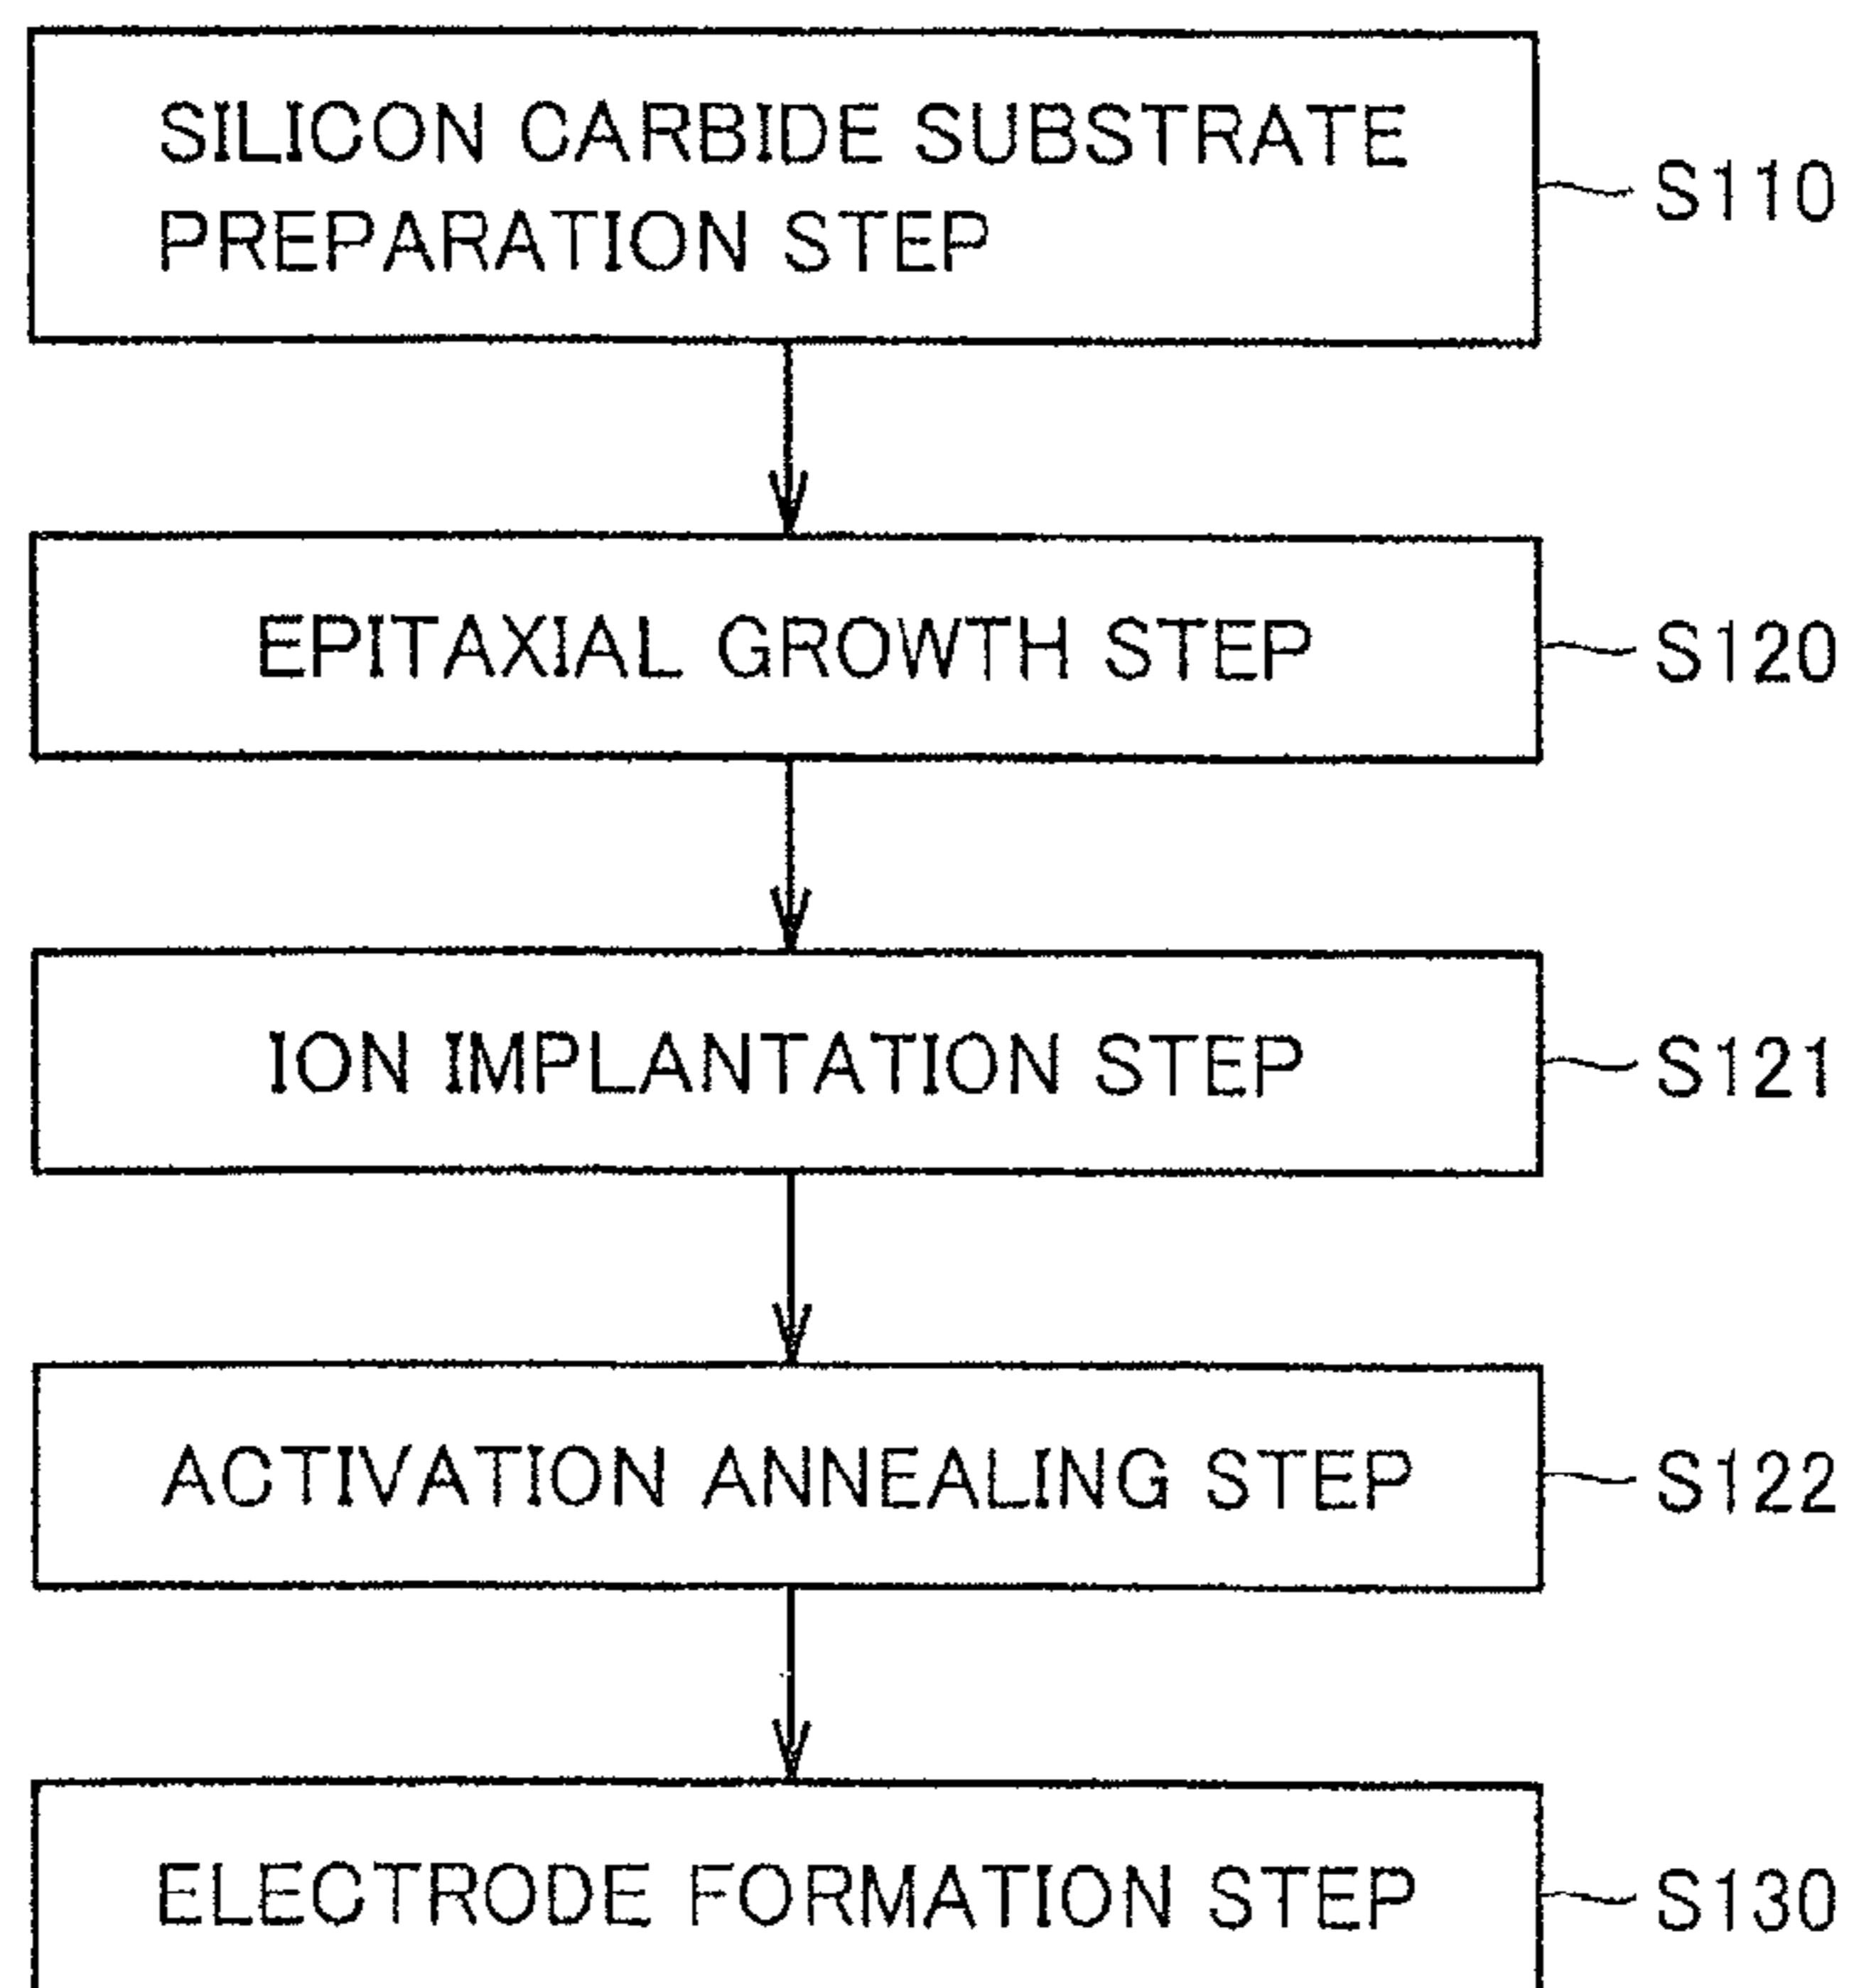 SILICON CARBIDE SUBSTRATE
PREPARATION STEP
S110
EPITAXIAL GROWTH STEP
S120
ION IMPLANTATION STEP
S121
ACTIVATION ANNEALING STEP
S122
ELECTRODE FORMATION STEP
S130